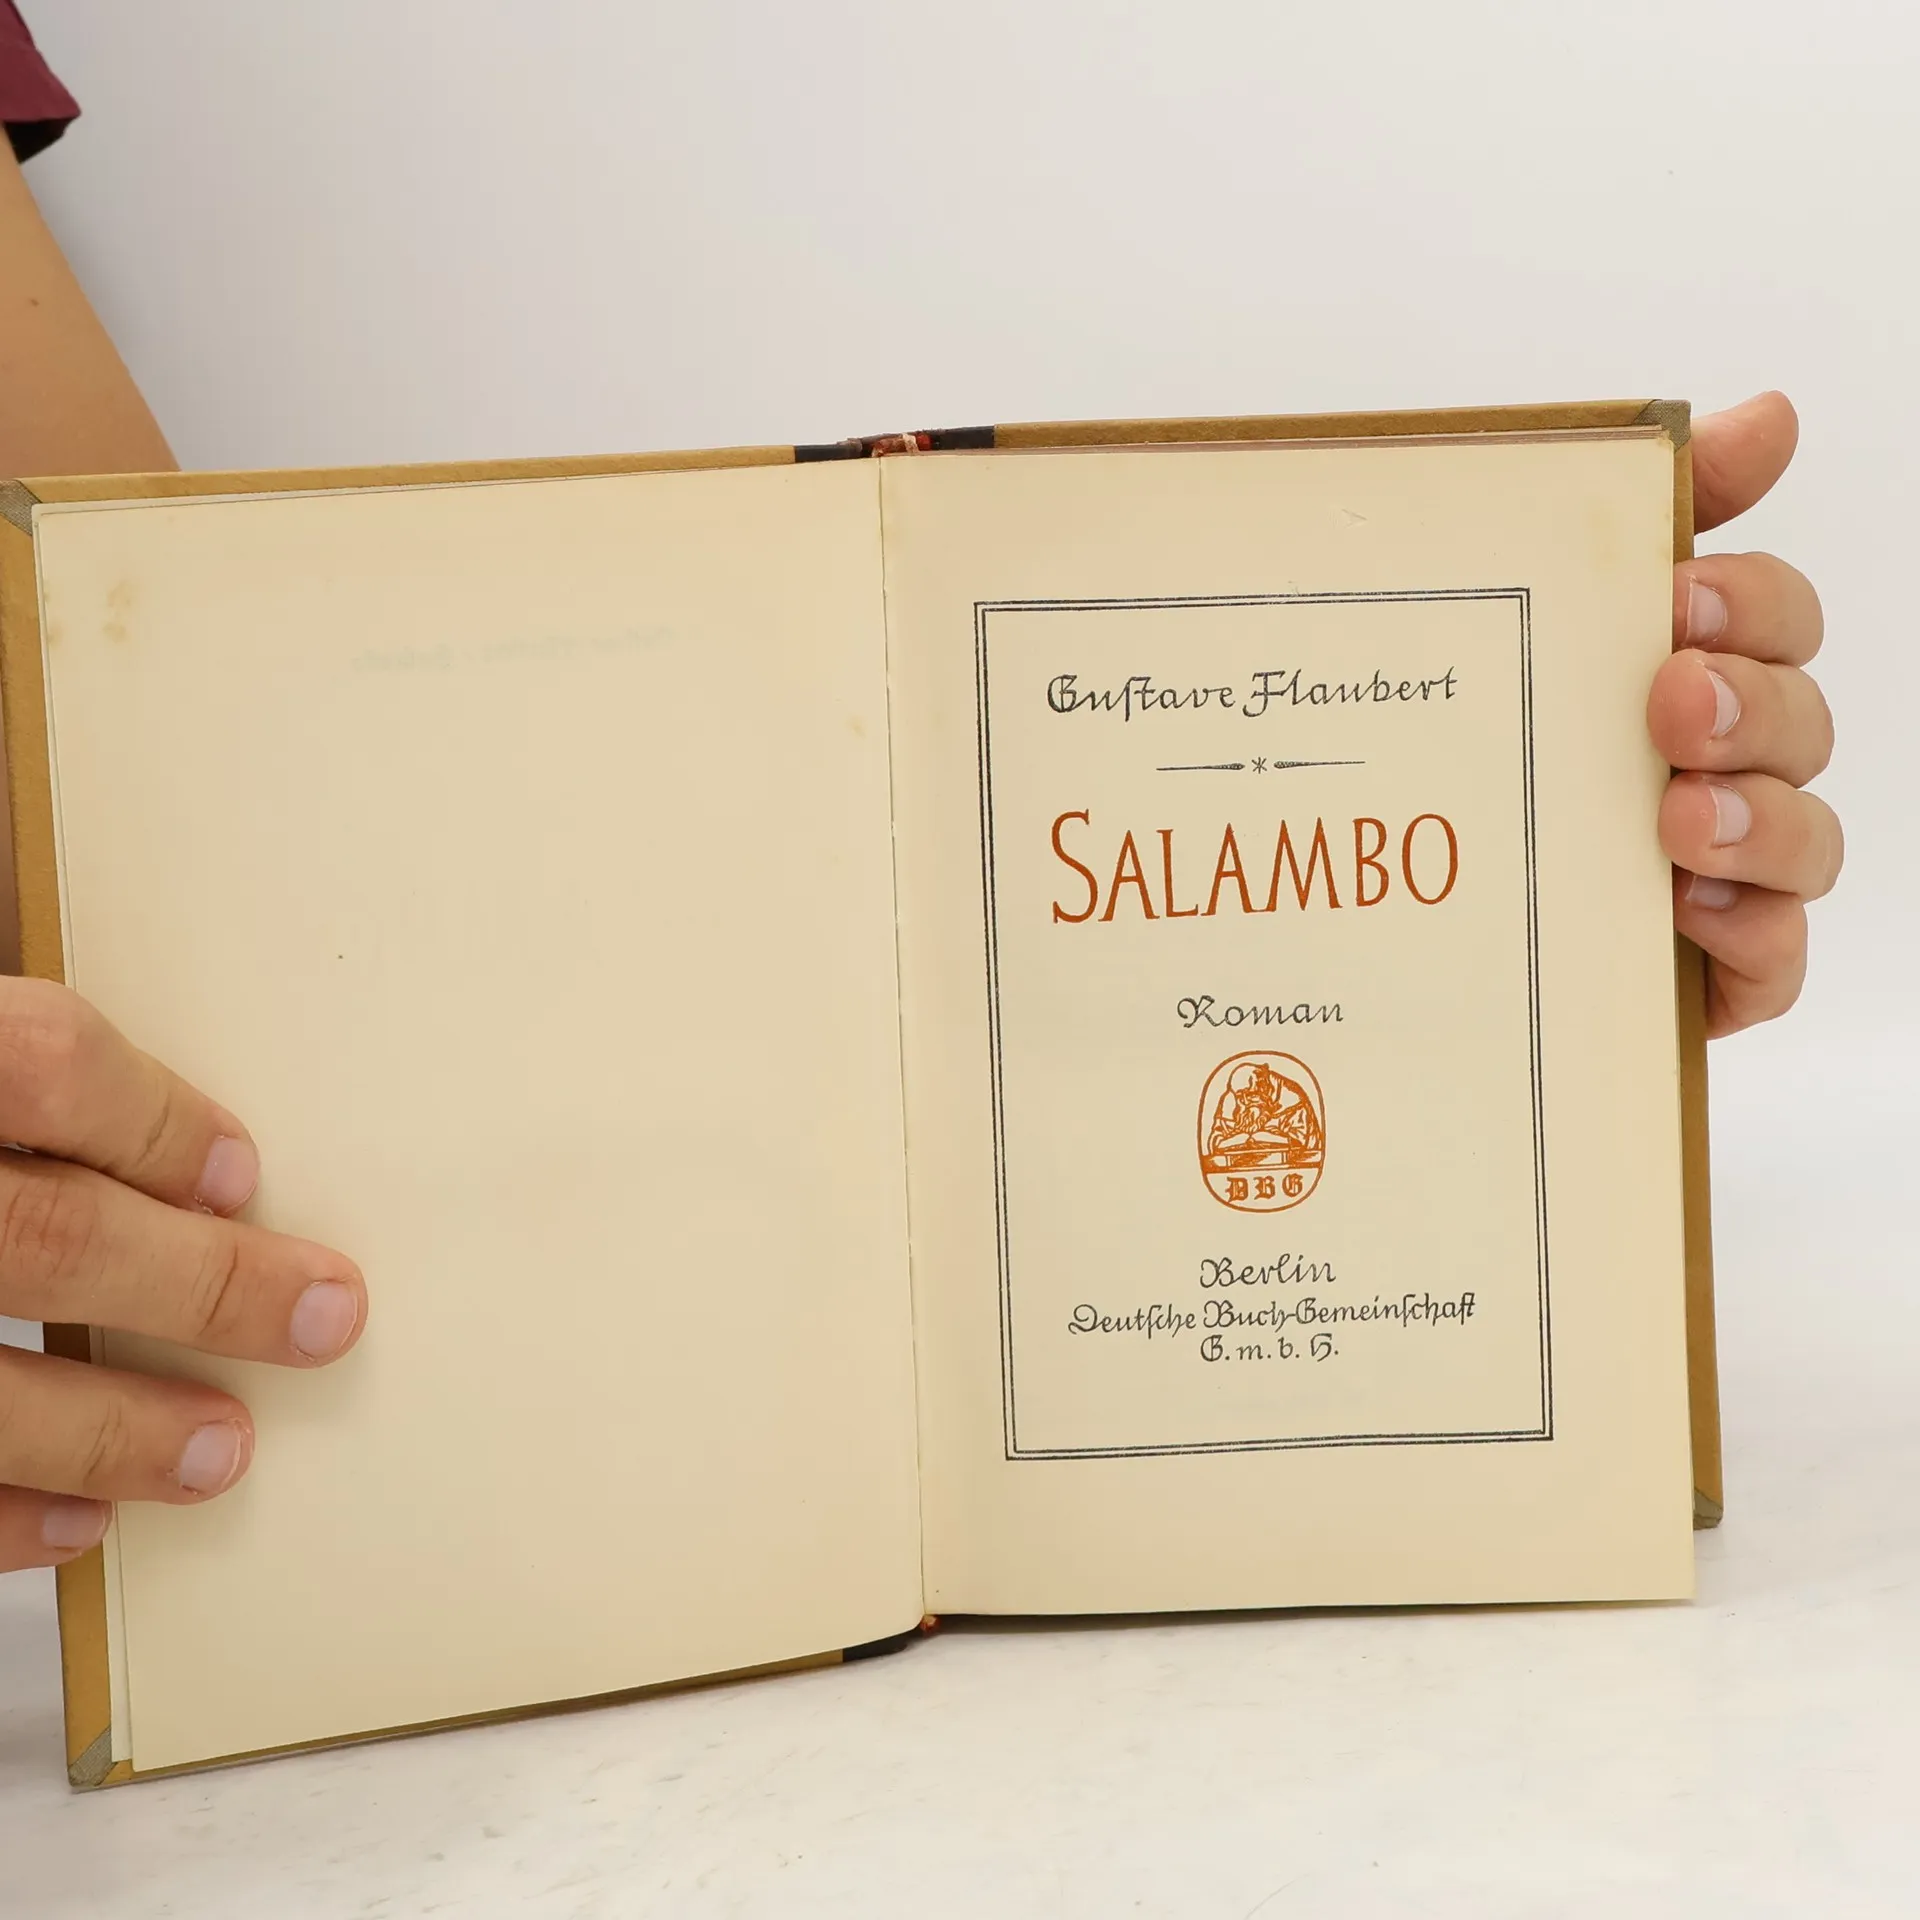 Gustave Flaubert
SALAMBO
Roman
DBG
Berlin
Deutsche Buch-Gemeinschaft
G. m. b. H.